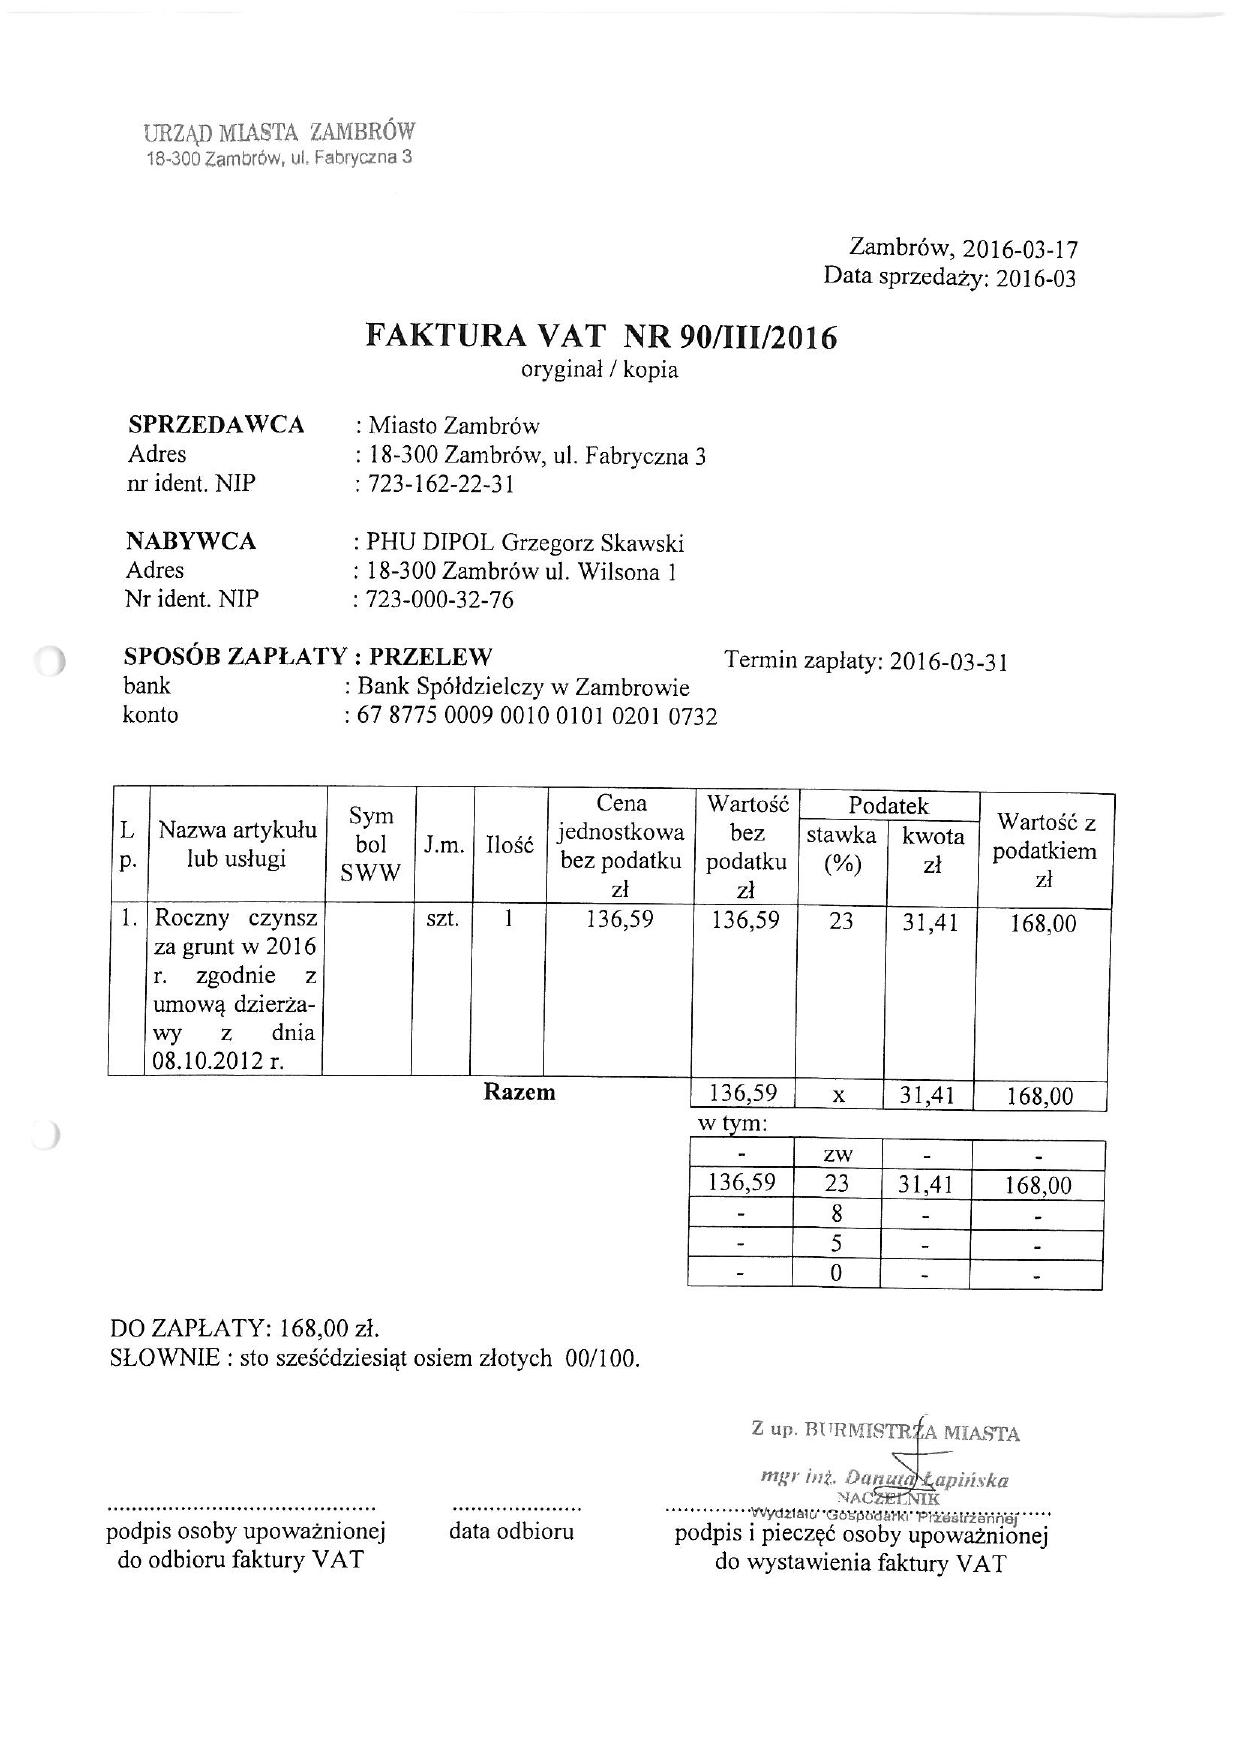 URZĄD MIASTA ZAMBRÓW
18-300 Zambrów, ul. Fabryczna 3
Zambrów, 2016-03-17
Data sprzedaży: 2016-03
FAKTURA VAT NR 90/III/2016
oryginał / kopia
SPRZEDAWCA : Miasto Zambrów
Adres : 18-300 Zambrów, ul. Fabryczna 3
nr ident. NIP : 723-162-22-31
NABYWCA : PHU DIPOL Grzegorz Skawski
Adres : 18-300 Zambrów ul. Wilsona 1
Nr ident. NIP : 723-000-32-76
SPOSÓB ZAPŁATY : PRZELEW Termin zapłaty: 2016-03-31
bank : Bank Spółdzielczy w Zambrowie
konto : 67 8775 0009 0010 0101 0201 0732
L
p.
Nazwa artykułu
lub usługi
Sym
bol
SWW
J.m.
Ilość
Cena
jednostkowa
bez podatku
zł
Wartość
bez
podatku
zł
Podatek
stawka
(%)
kwota
zł
Wartość z
podatkiem
zł
1. Roczny czynsz szt. 1 136,59 136,59 23 31,41 168,00
za grunt w 2016
r. zgodnie z
umową dzierża-
wy z dnia
08.10.2012 r.
Razem 136,59 x 31,41 168,00
w tym:
- zw - -
136,59 23 31,41 168,00
- 8 - -
- 5 - -
- 0 - -
DO ZAPŁATY: 168,00 zł.
SŁOWNIE : sto sześćdziesiąt osiem złotych 00/100.
Z up. BURMISTRZA MIASTA
mgr inż. Danuta Łapińska
NACZELNIK
Wydziału Gospodarki Przestrzennej
podpis osoby upoważnionej
do odbioru faktury VAT
data odbioru
podpis i pieczęć osoby upoważnionej
do wystawienia faktury VAT